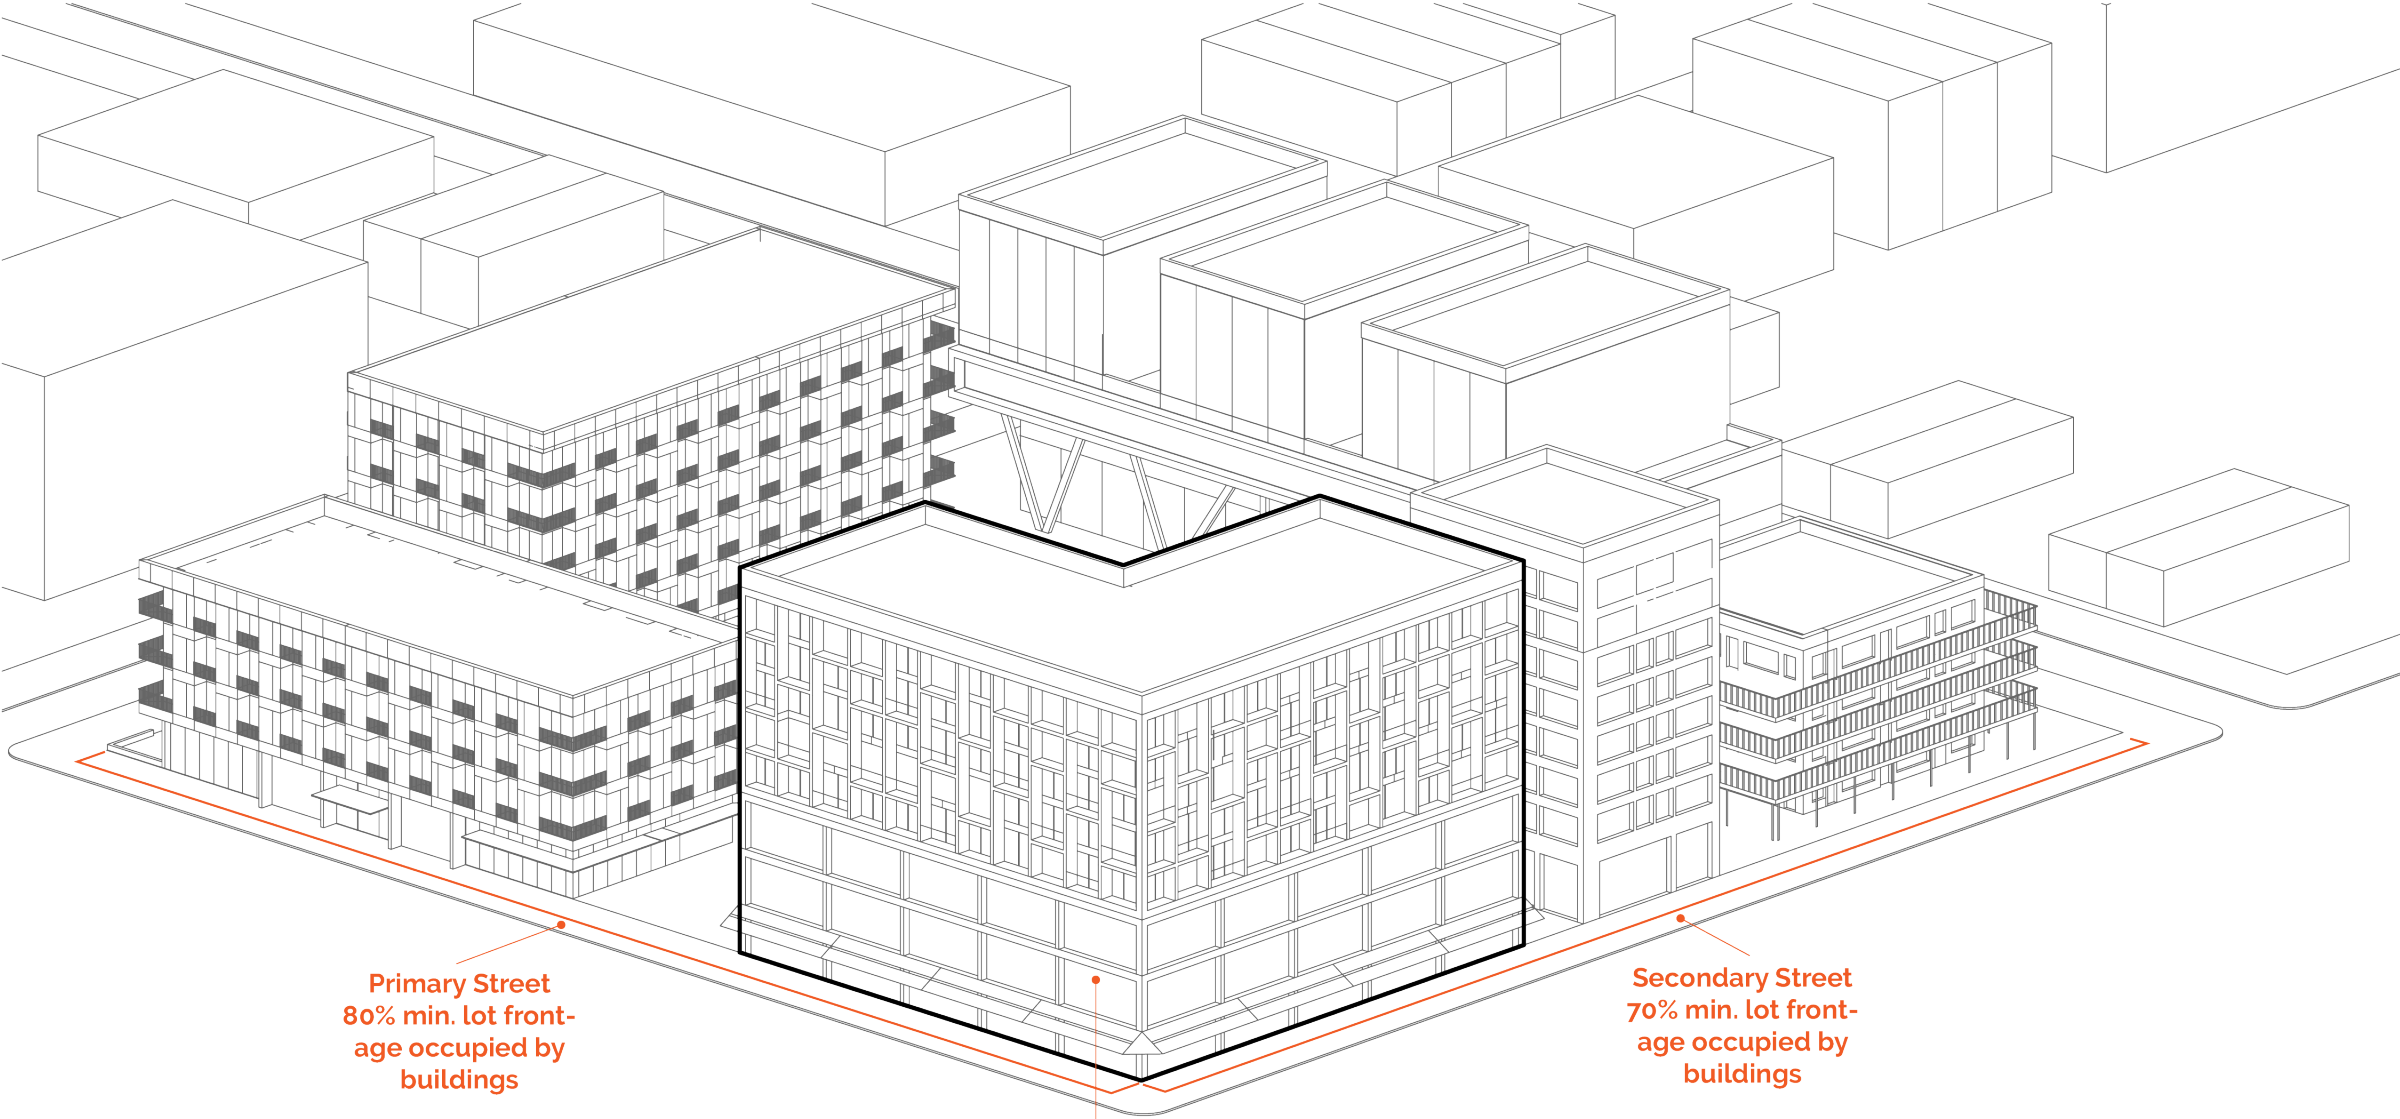 Primary Street
80% min. lot front-
age occupied by
buildings
Secondary Street
70% min. lot front-
age occupied by
buildings